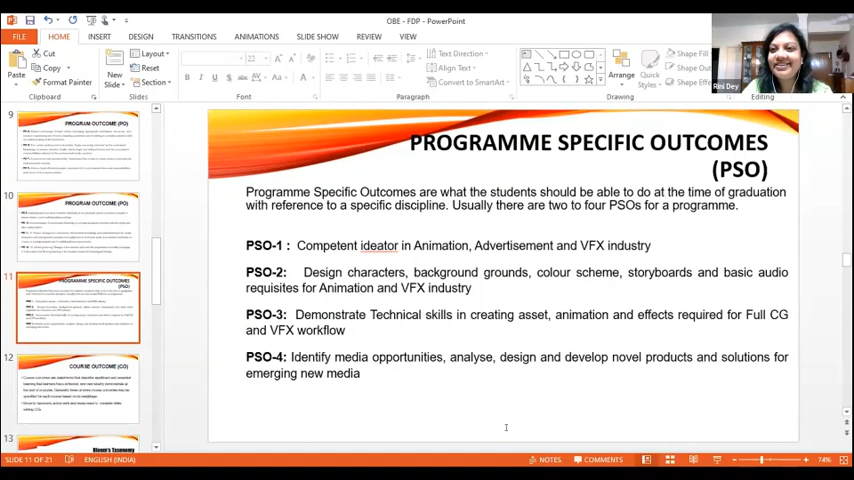 OBE - FDP - PowerPoint
FILE HOME INSERT DESIGN TRANSITIONS ANIMATIONS SLIDE SHOW REVIEW VIEW
Paste
Cut
Copy
Format Painter
Clipboard
New
Slide
Layout
Reset
Section
Slides
22
Font
Text Direction
Align Text
Convert to SmartArt
Paragraph
Arrange
Quick
Styles
Shape Fill
Drawing
Editing
Rini Dey
9
PROGRAM OUTCOME (PO)
10
PROGRAM OUTCOME (PO)
11
PROGRAMME SPECIFIC OUTCOMES
(PSO)
12
COURSE OUTCOME (CO)
13
Bloom's Taxonomy
PROGRAMME SPECIFIC OUTCOMES
(PSO)
Programme Specific Outcomes are what the students should be able to do at the time of graduation
with reference to a specific discipline. Usually there are two to four PSOs for a programme.
PSO-1 : Competent ideator in Animation, Advertisement and VFX industry
PSO-2: Design characters, background grounds, colour scheme, storyboards and basic audio
requisites for Animation and VFX industry
PSO-3: Demonstrate Technical skills in creating asset, animation and effects required for Full CG
and VFX workflow
PSO-4: Identify media opportunities, analyse, design and develop novel products and solutions for
emerging new media
SLIDE 11 OF 21 ENGLISH (INDIA) NOTES COMMENTS 74%